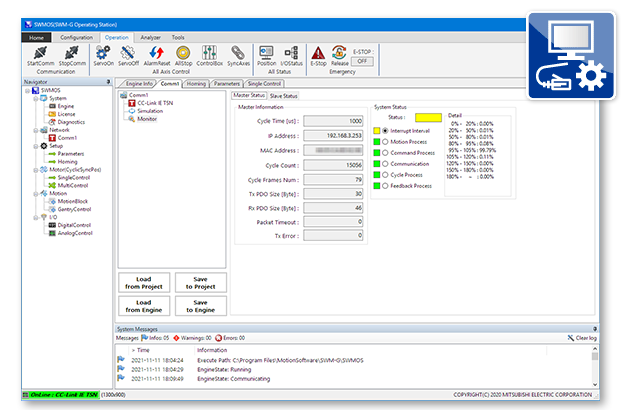 SWMOS(SWM-G Operating Station)
Home Configuration Operation Analyzer Tools
StartComm StopComm ServoOn ServoOff AlarmReset AllStop ControlBox SyncAxes Position I/OStatus E-Stop Release E-STOP : OFF
Communication All Axis Control All Status Emergency
Navigator
Engine Info Comm1 Homing Parameters Single Control
SWMOS
System
Engine
License
Diagnostics
Network
Comm1
Setup
Parameters
Homing
Motor(CycleSyncPos)
SingleControl
MultiControl
Motion
MotionBlock
GantryControl
I/O
DigitalControl
AnalogControl
Comm1
CC-Link IE TSN
Simulation
Monitor
Load from Project
Save to Project
Load from Engine
Save to Engine
Master Status Slave Status
Master Information
Cycle Time [us] : 1000
IP Address : 192.168.3.253
MAC Address :
Cycle Count : 15056
Cycle Frames Num : 79
Tx PDO Size [Byte] : 30
Rx PDO Size [Byte] : 46
Packet Timeout : 0
Tx Error : 0
System Status
Status :
Interrupt Interval
Motion Process
Command Process
Communication
Cycle Process
Feedback Process
Detail
0% - 20% : 0.00%
20% - 50% : 0.01%
50% - 80% : 0.01%
80% - 95% : 0.08%
95% - 105% : 99.79%
105% - 120% : 0.11%
120% - 150% : 0.00%
150% - 180% : 0.00%
180% - ~ : 0.00%
System Messages
Messages Infos: 05 Warnings: 00 Errors: 00 Clear log
> Time Information
2021-11-11 18:04:24 Execute Path: C:\Program Files\MotionSoftware\SWM-G\SWMOS
2021-11-11 18:04:29 EngineState: Running
2021-11-11 18:09:49 EngineState: Communicating
OnLine : CC-Link IE TSN (1300x900) COPYRIGHT(C) 2020 MITSUBISHI ELECTRIC CORPORATION